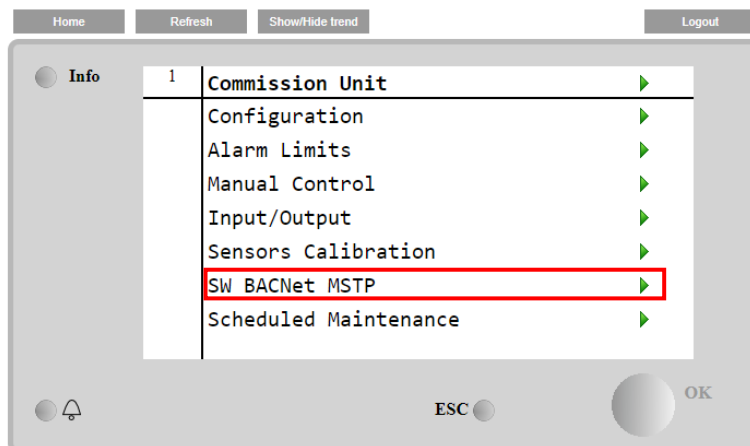 Home Refresh Show/Hide trend Logout
Info
1 Commission Unit
Configuration
Alarm Limits
Manual Control
Input/Output
Sensors Calibration
SW BACNet MSTP
Scheduled Maintenance
ESC OK